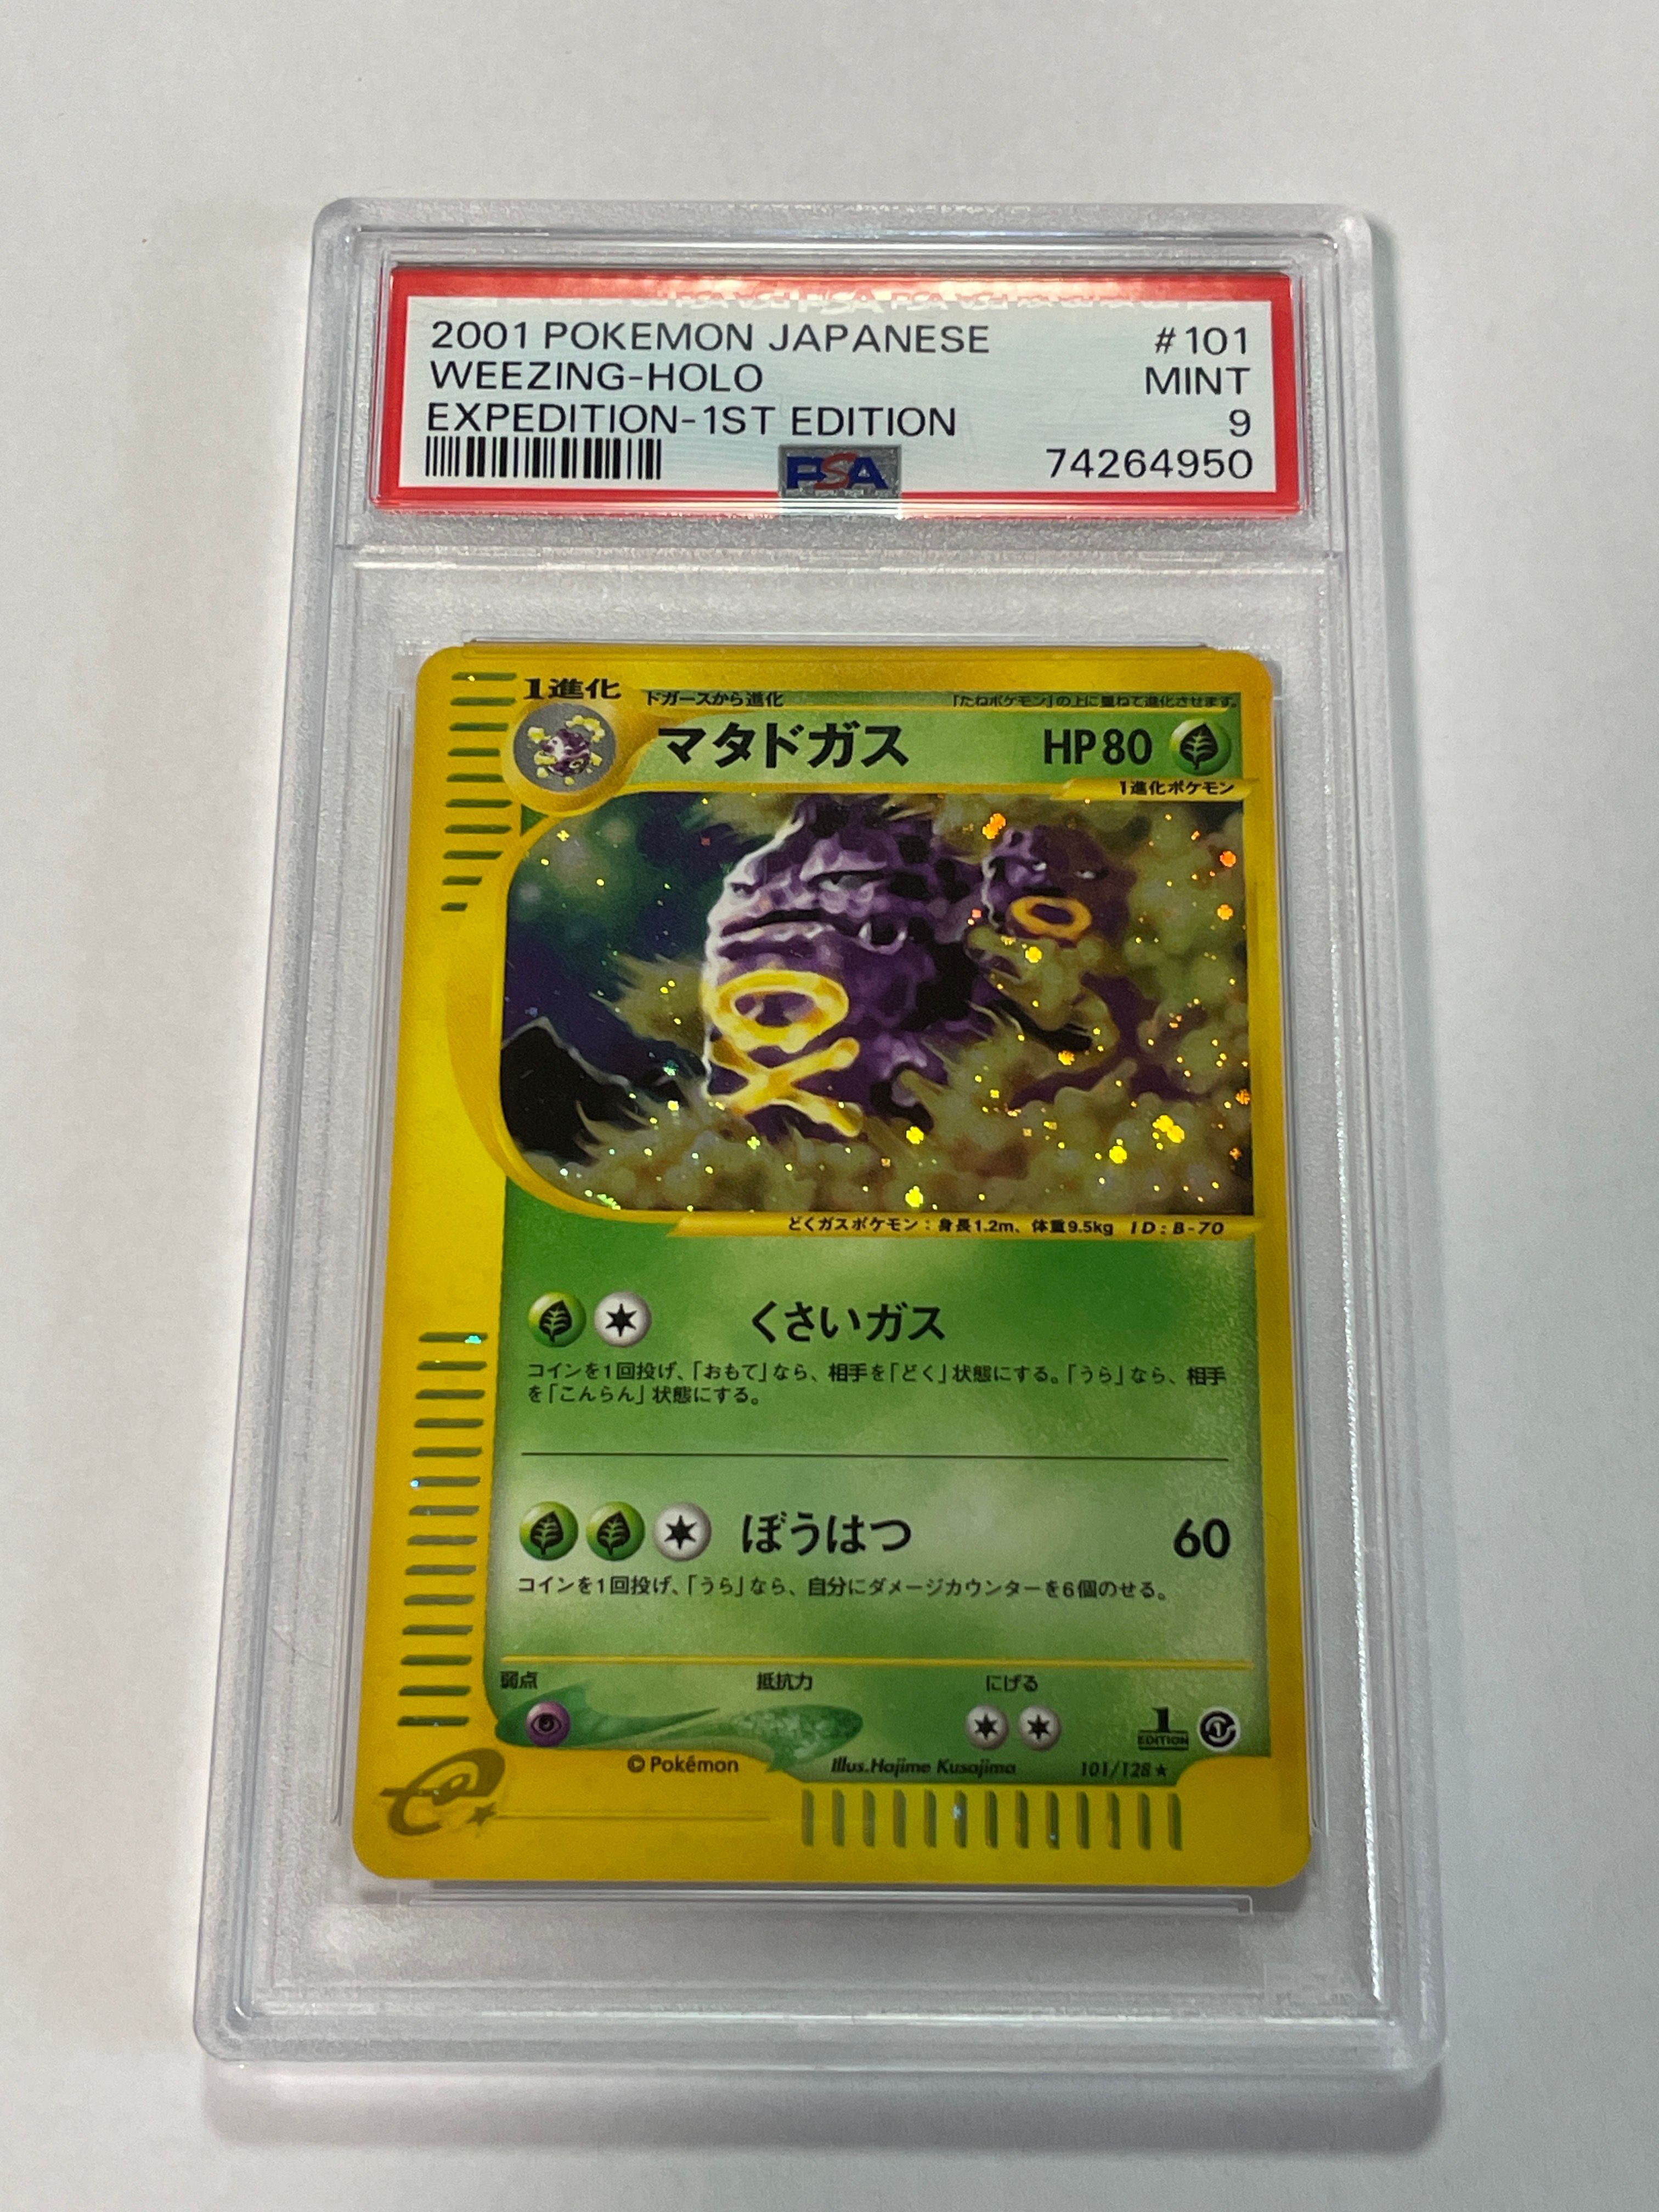 2001 POKEMON JAPANESE #101
WEEZING-HOLO MINT
EXPEDITION-1ST EDITION 9
PSA 74264950
1進化 ドガースから進化 「たねポケモン」の上に重ねて進化させます。
マタドガス HP80
1進化ポケモン
どくガスポケモン：身長1.2m、体重9.5kg ID:B-70
くさいガス
コインを1回投げ、「おもて」なら、相手を「どく」状態にする。「うら」なら、相手
を「こんらん」状態にする。
ぼうはつ 60
コインを1回投げ、「うら」なら、自分にダメージカウンターを6個のせる。
弱点 抵抗力 にげる
1 EDITION
©Pokémon Illus.Hajime Kusajima 101/128★
e